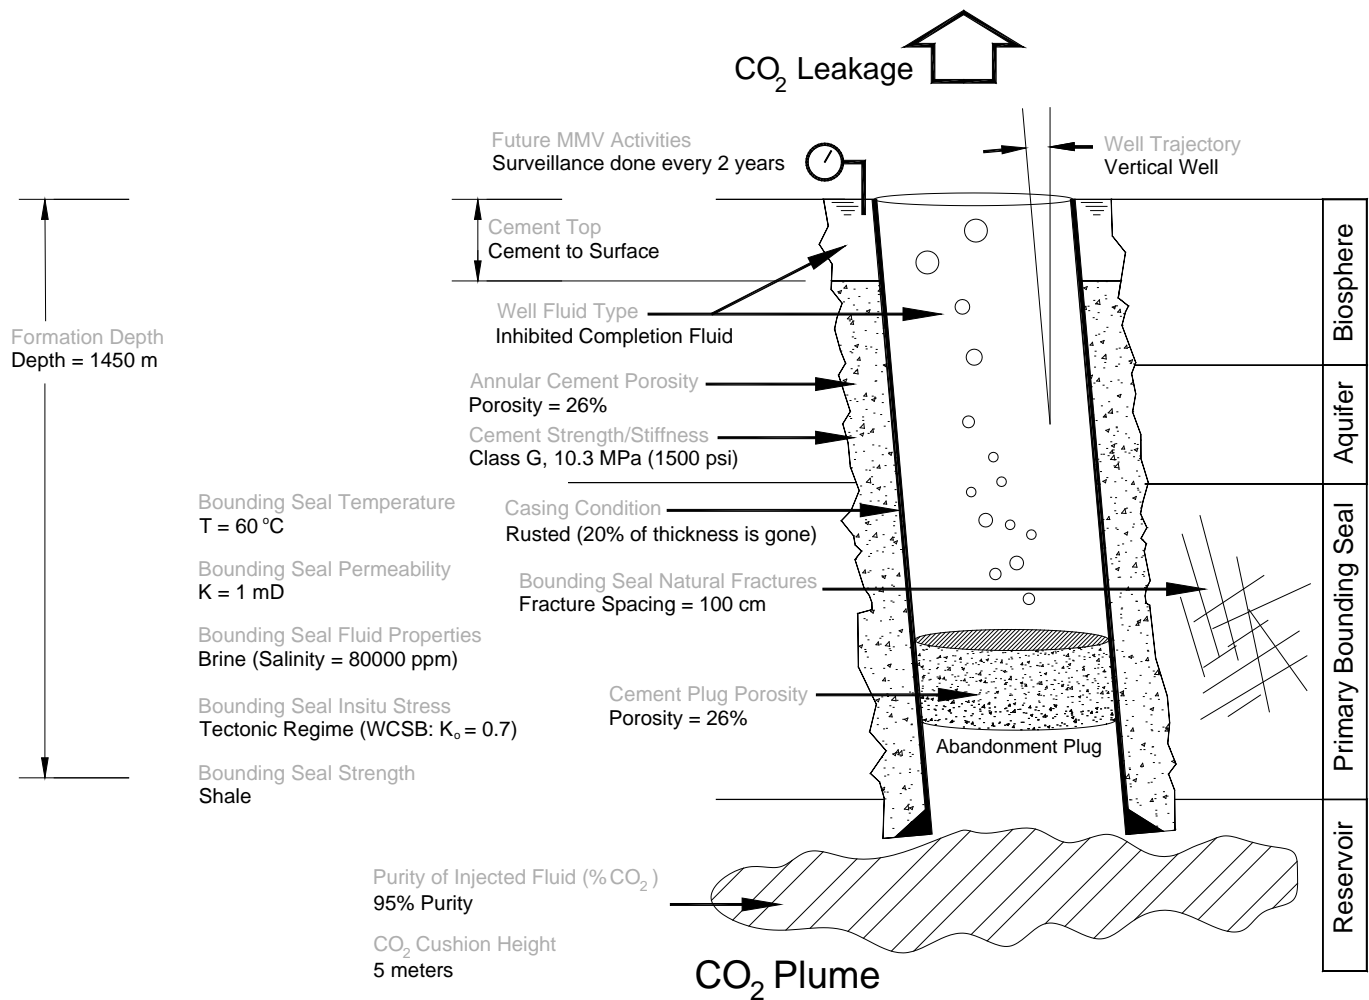 CO2 Leakage
Future MMV Activities
Surveillance done every 2 years
Well Trajectory
Vertical Well
Cement Top
Cement to Surface
Well Fluid Type
Inhibited Completion Fluid
Formation Depth
Depth = 1450 m
Annular Cement Porosity
Porosity = 26%
Cement Strength/Stiffness
Class G, 10.3 MPa (1500 psi)
Bounding Seal Temperature
T = 60 °C
Casing Condition
Rusted (20% of thickness is gone)
Bounding Seal Permeability
K = 1 mD
Bounding Seal Natural Fractures
Fracture Spacing = 100 cm
Bounding Seal Fluid Properties
Brine (Salinity = 80000 ppm)
Cement Plug Porosity
Porosity = 26%
Bounding Seal Insitu Stress
Tectonic Regime (WCSB: Ko = 0.7)
Abandonment Plug
Bounding Seal Strength
Shale
Purity of Injected Fluid (% CO2 )
95% Purity
CO2 Cushion Height
5 meters
CO2 Plume
Biosphere
Aquifer
Primary Bounding Seal
Reservoir